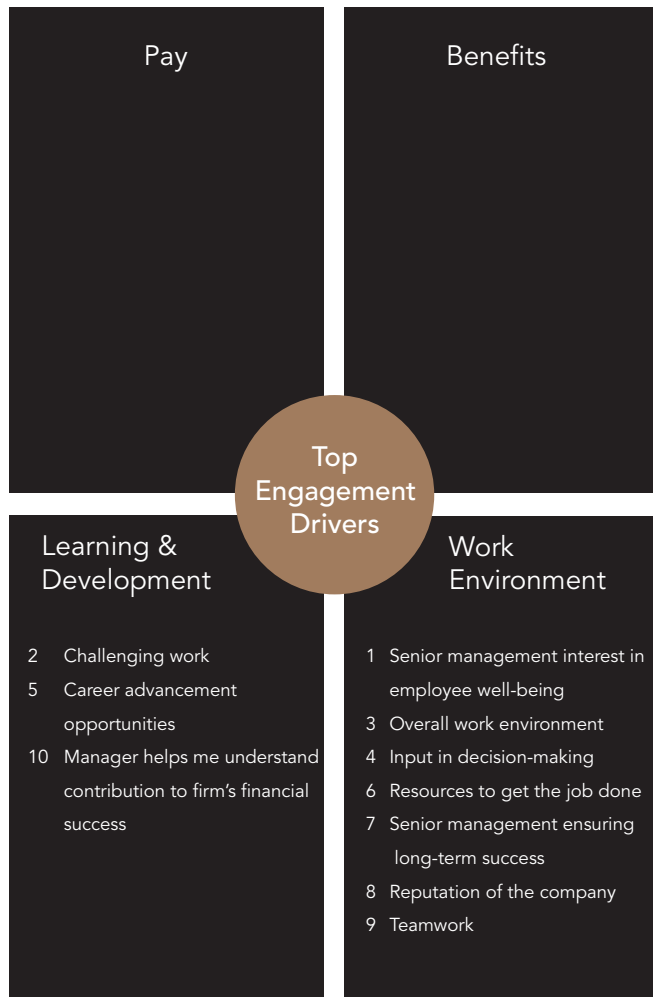 Pay
Benefits
Top
Engagement
Drivers
Learning &
Development
2 Challenging work
5 Career advancement
opportunities
10 Manager helps me understand
contribution to firm’s financial
success
Work
Environment
1 Senior management interest in
employee well-being
3 Overall work environment
4 Input in decision-making
6 Resources to get the job done
7 Senior management ensuring
long-term success
8 Reputation of the company
9 Teamwork